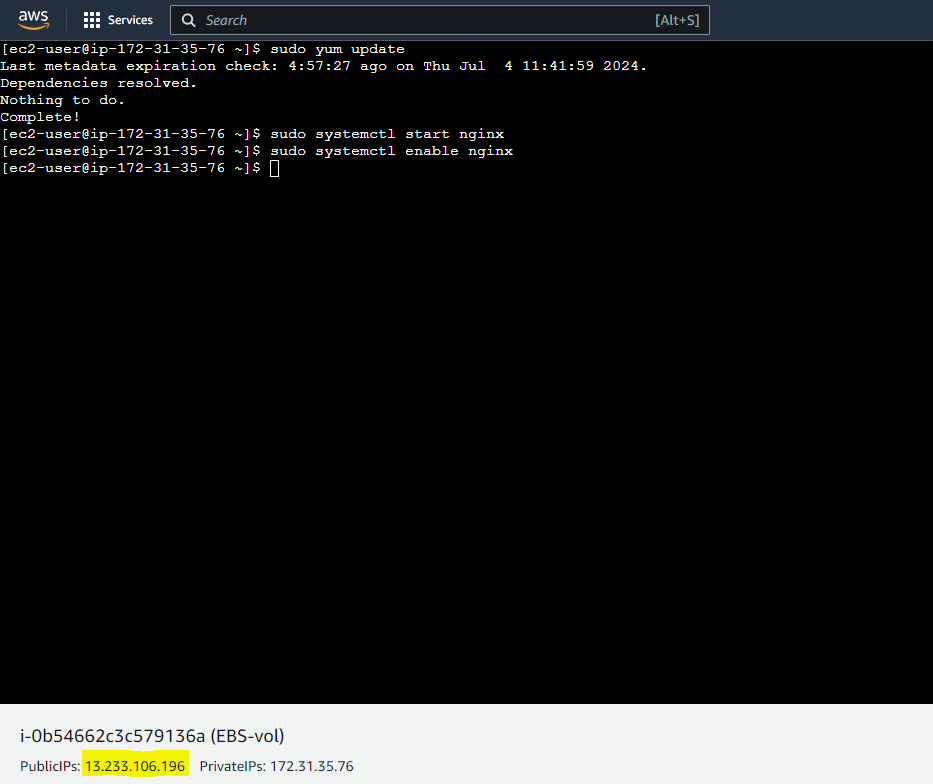 aws Services Search [Alt+S]
[ec2-user@ip-172-31-35-76 ~]$ sudo yum update
Last metadata expiration check: 4:57:27 ago on Thu Jul  4 11:41:59 2024.
Dependencies resolved.
Nothing to do.
Complete!
[ec2-user@ip-172-31-35-76 ~]$ sudo systemctl start nginx
[ec2-user@ip-172-31-35-76 ~]$ sudo systemctl enable nginx
[ec2-user@ip-172-31-35-76 ~]$
i-0b54662c3c579136a (EBS-vol)
PublicIPs: 13.233.106.196 PrivateIPs: 172.31.35.76